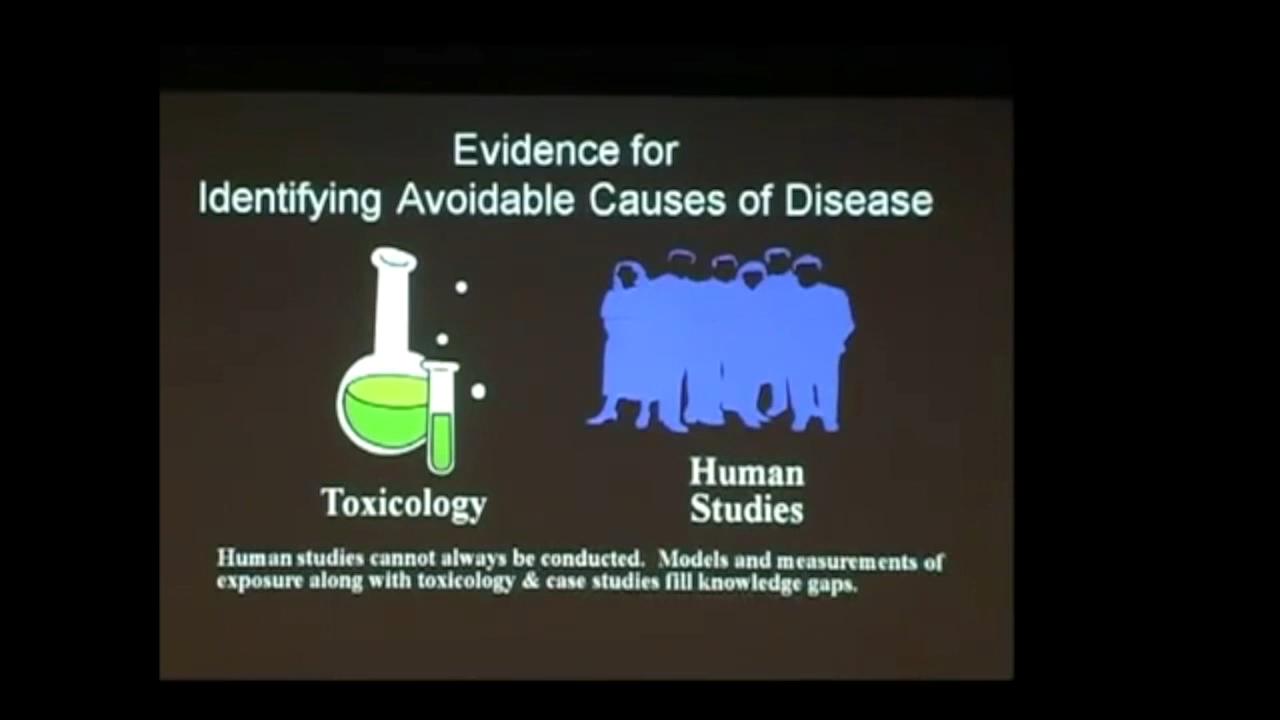 Evidence for
Identifying Avoidable Causes of Disease
Toxicology
Human
Studies
Human studies cannot always be conducted. Models and measurements of
exposure along with toxicology & case studies fill knowledge gaps.